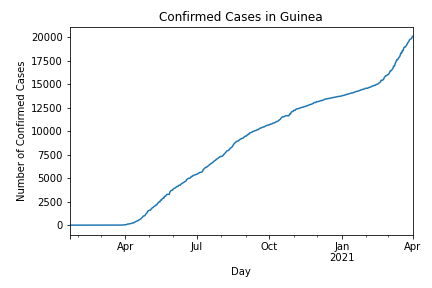 Confirmed Cases in Guinea
Number of Confirmed Cases
20000
17500
15000
12500
10000
7500
5000
2500
0
Apr
Jul
Oct
Jan
2021
Apr
Day